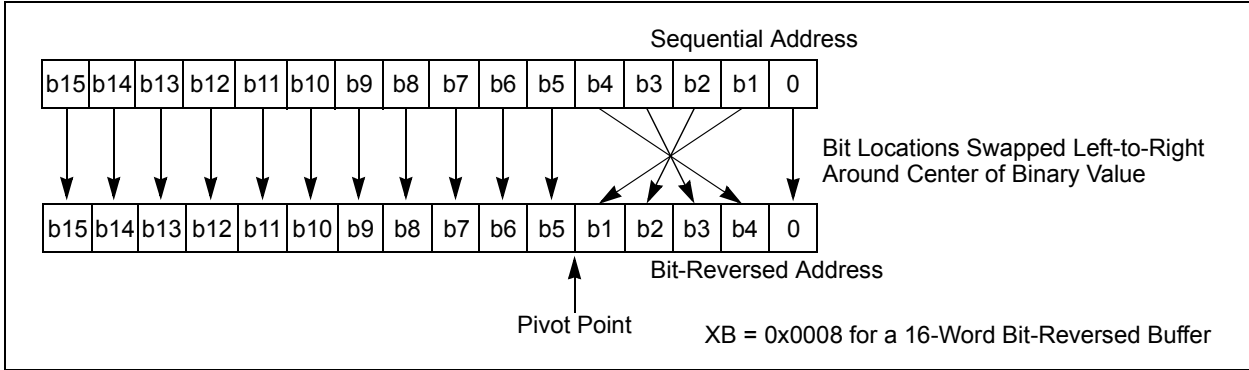 Sequential Address
b15 b14 b13 b12 b11 b10 b9 b8 b7 b6 b5 b4 b3 b2 b1 0
Bit Locations Swapped Left-to-Right
Around Center of Binary Value
b15 b14 b13 b12 b11 b10 b9 b8 b7 b6 b5 b1 b2 b3 b4 0
Bit-Reversed Address
Pivot Point
XB = 0x0008 for a 16-Word Bit-Reversed Buffer